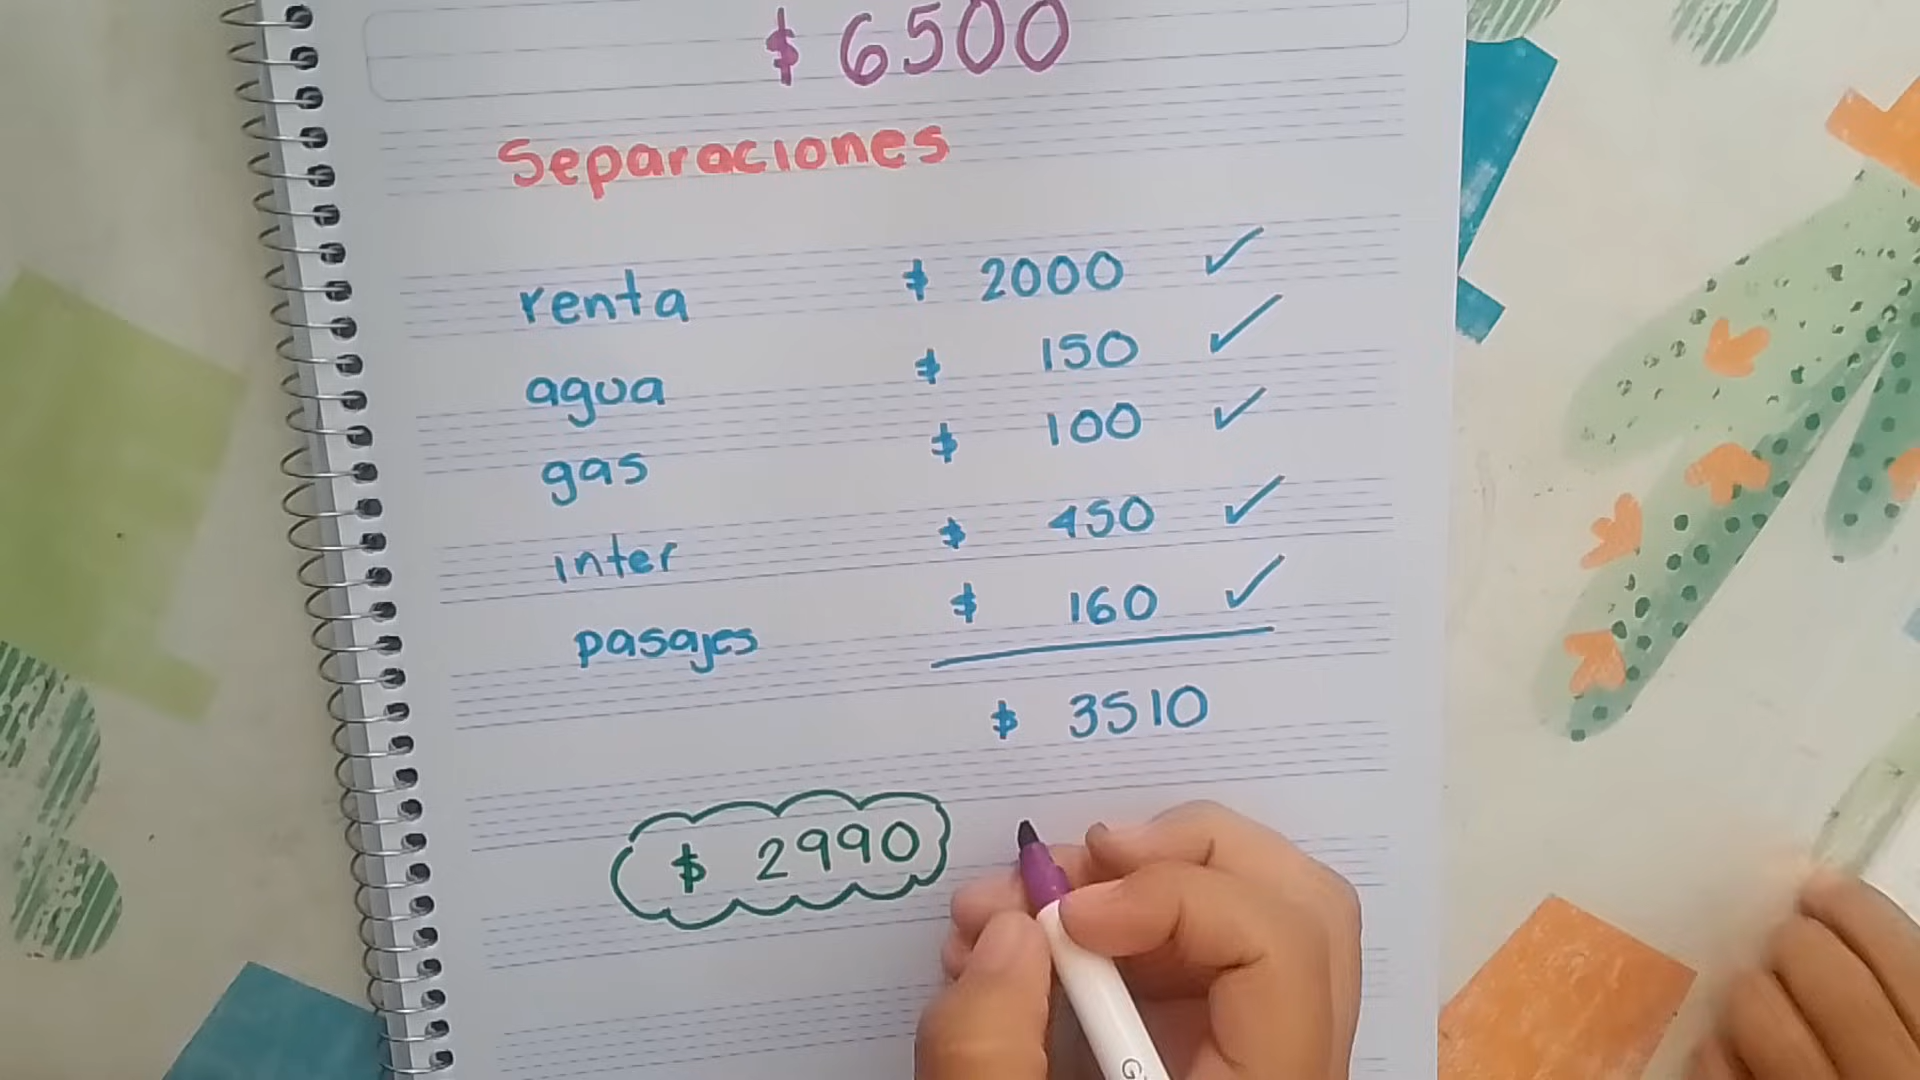 $ 6500
Separaciones
renta $ 2000 ✓
agua $ 150 ✓
gas $ 100 ✓
inter $ 450 ✓
pasajes $ 160 ✓
$ 3510
$ 2990